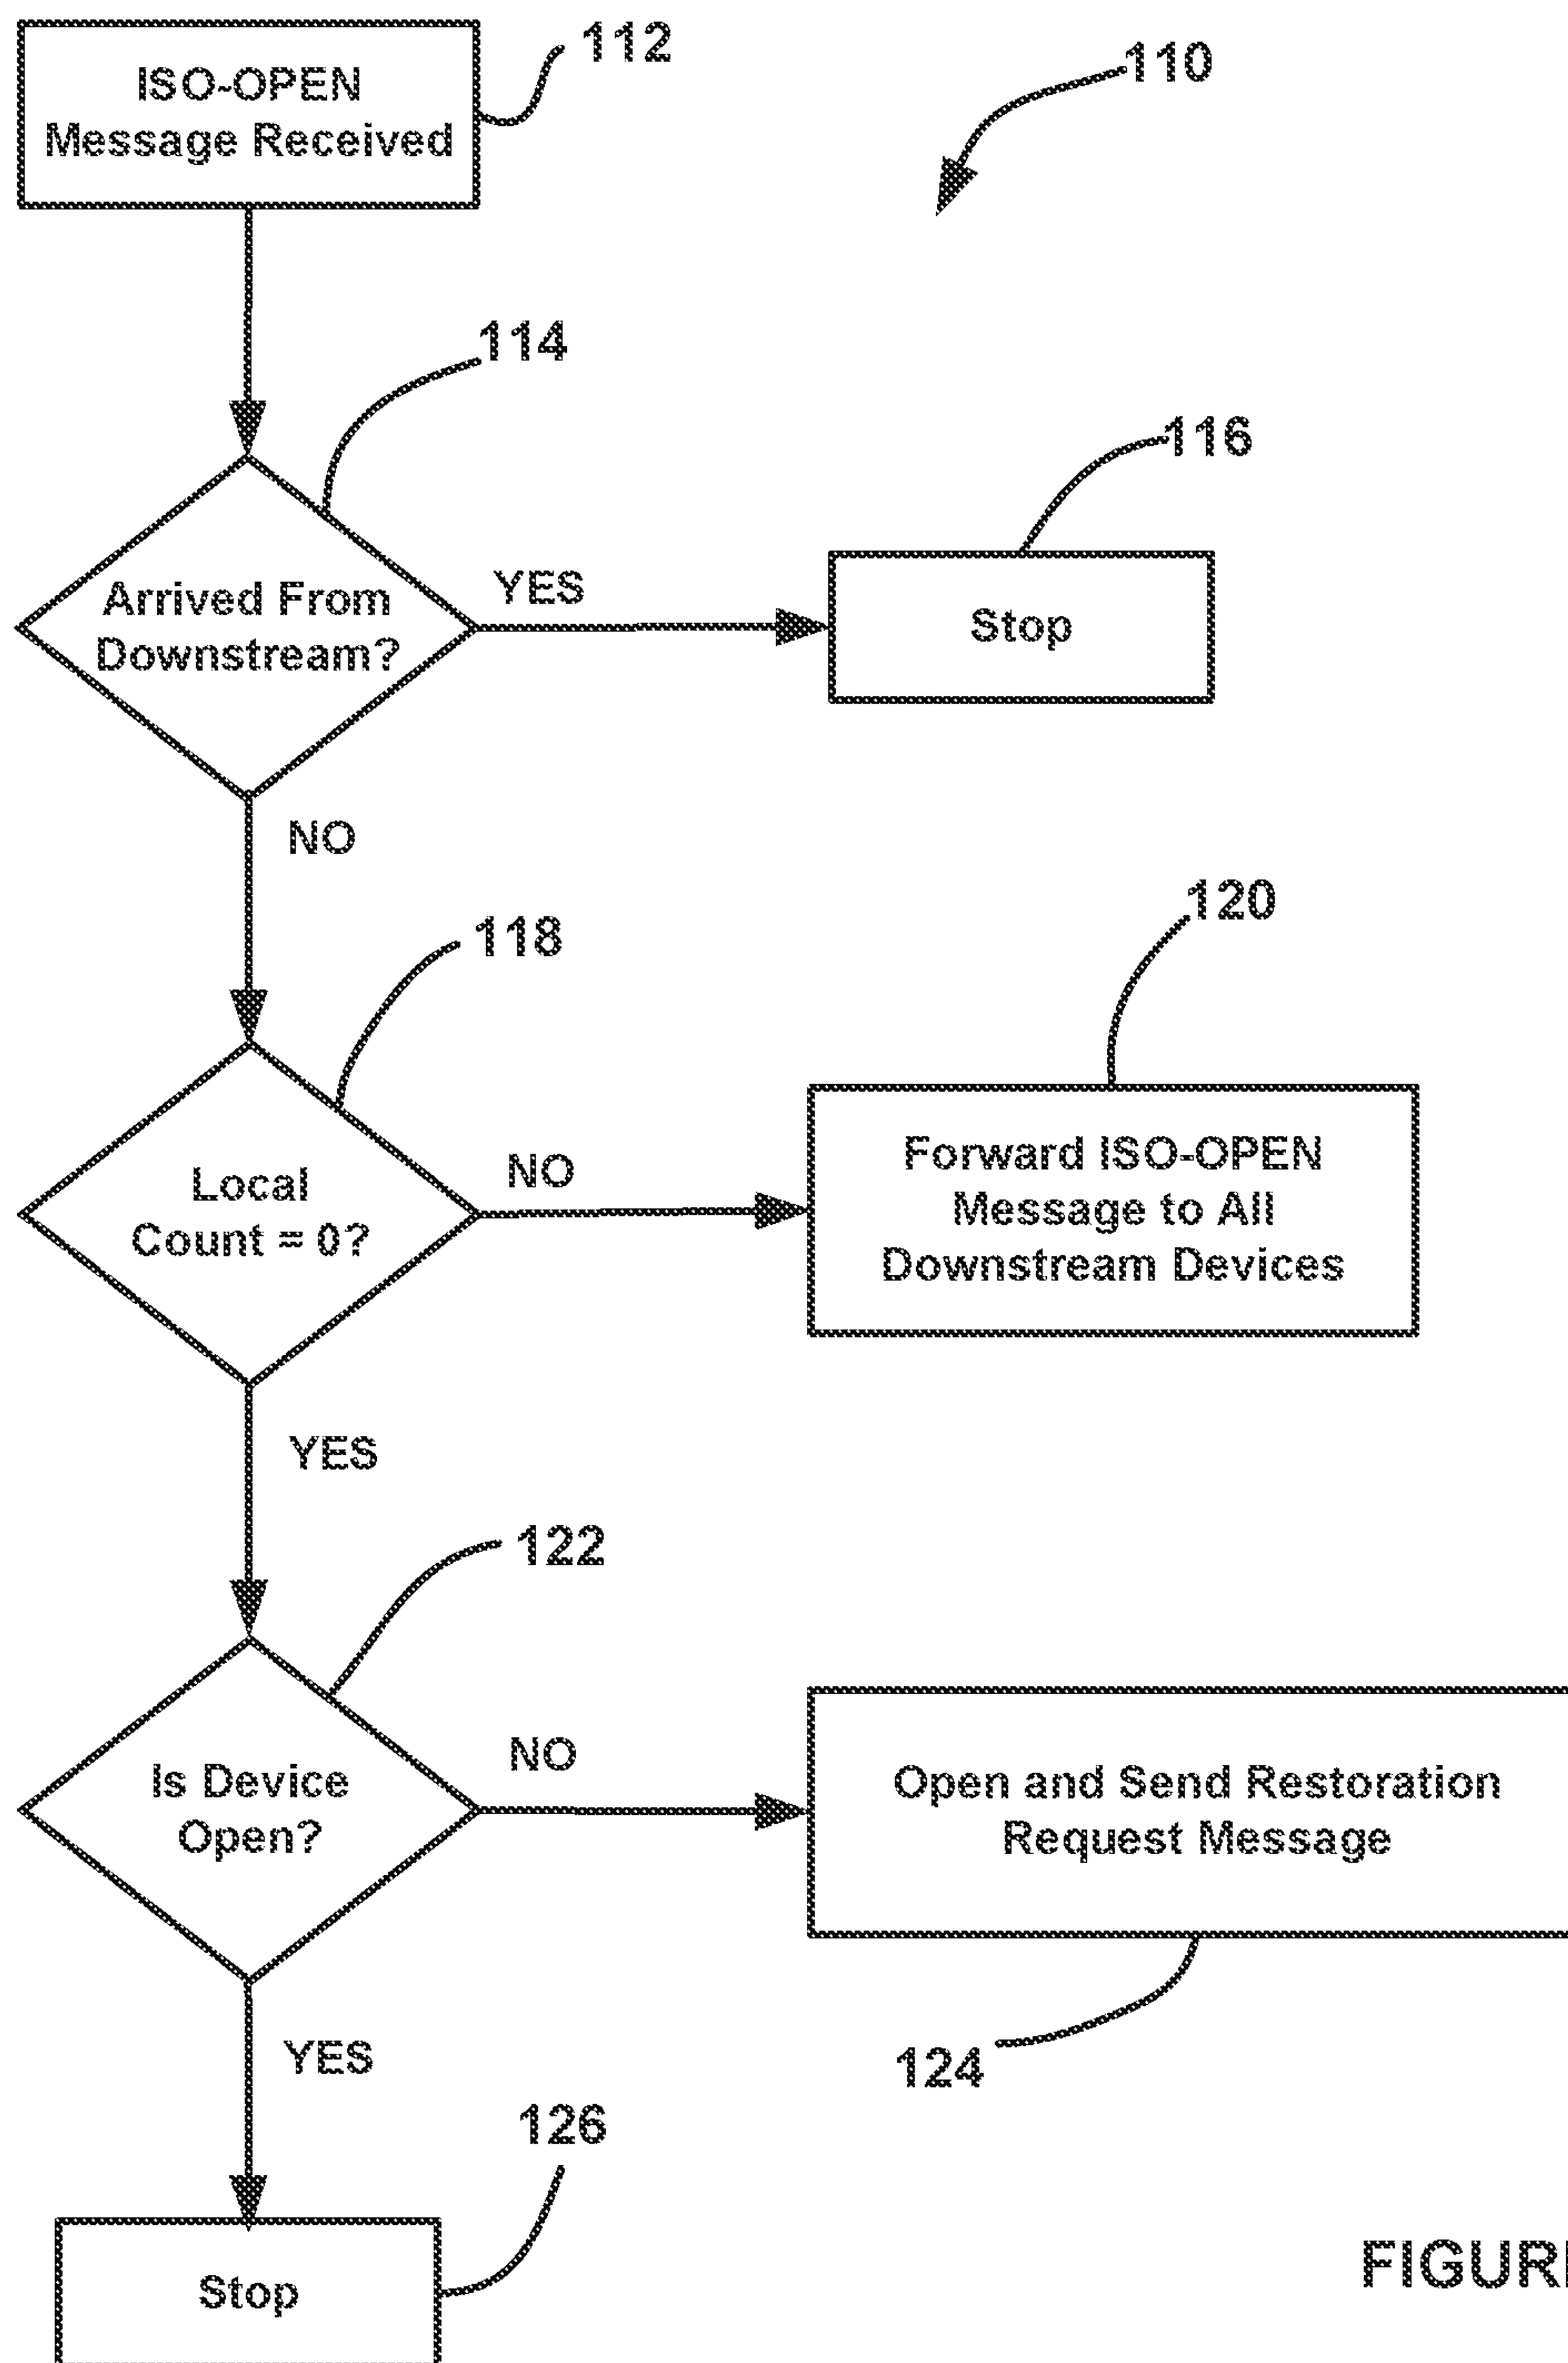 112
110
ISO-OPEN
Message Received
114
116
Arrived From
Downstream?
YES
Stop
NO
118
120
Local
Count = 0?
NO
Forward ISO-OPEN
Message to All
Downstream Devices
YES
122
Is Device
Open?
NO
Open and Send Restoration
Request Message
YES
124
126
Stop